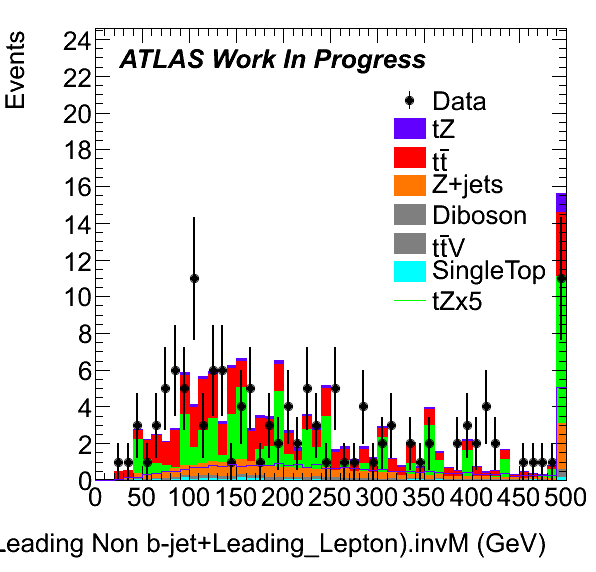 Events
24
22
20
18
16
14
12
10
8
6
4
2
0
ATLAS Work In Progress
Data
tZ
tt̄
Z+jets
Diboson
tt̄V
SingleTop
tZx5
0 50 100 150 200 250 300 350 400 450 500
Leading Non b-jet+Leading_Lepton).invM (GeV)